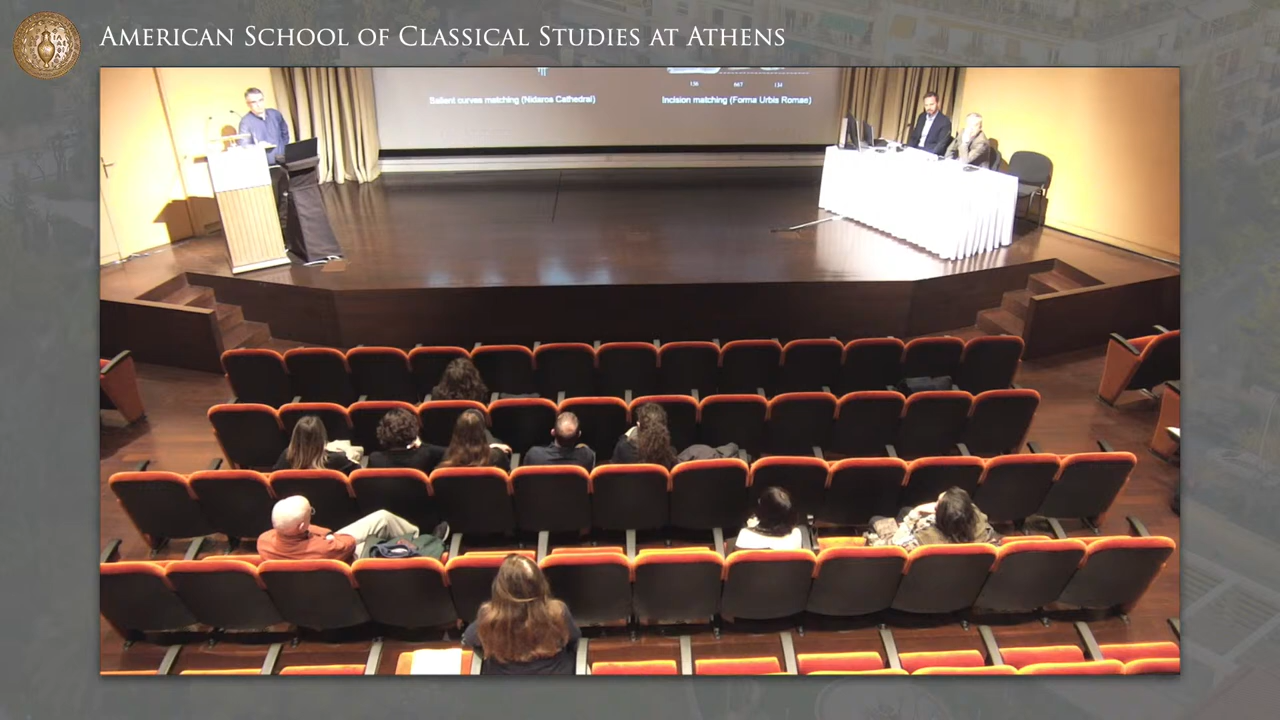 American School of Classical Studies at Athens
Salient curves matching (Nidaros Cathedral)
Incision matching (Forma Urbis Romae)